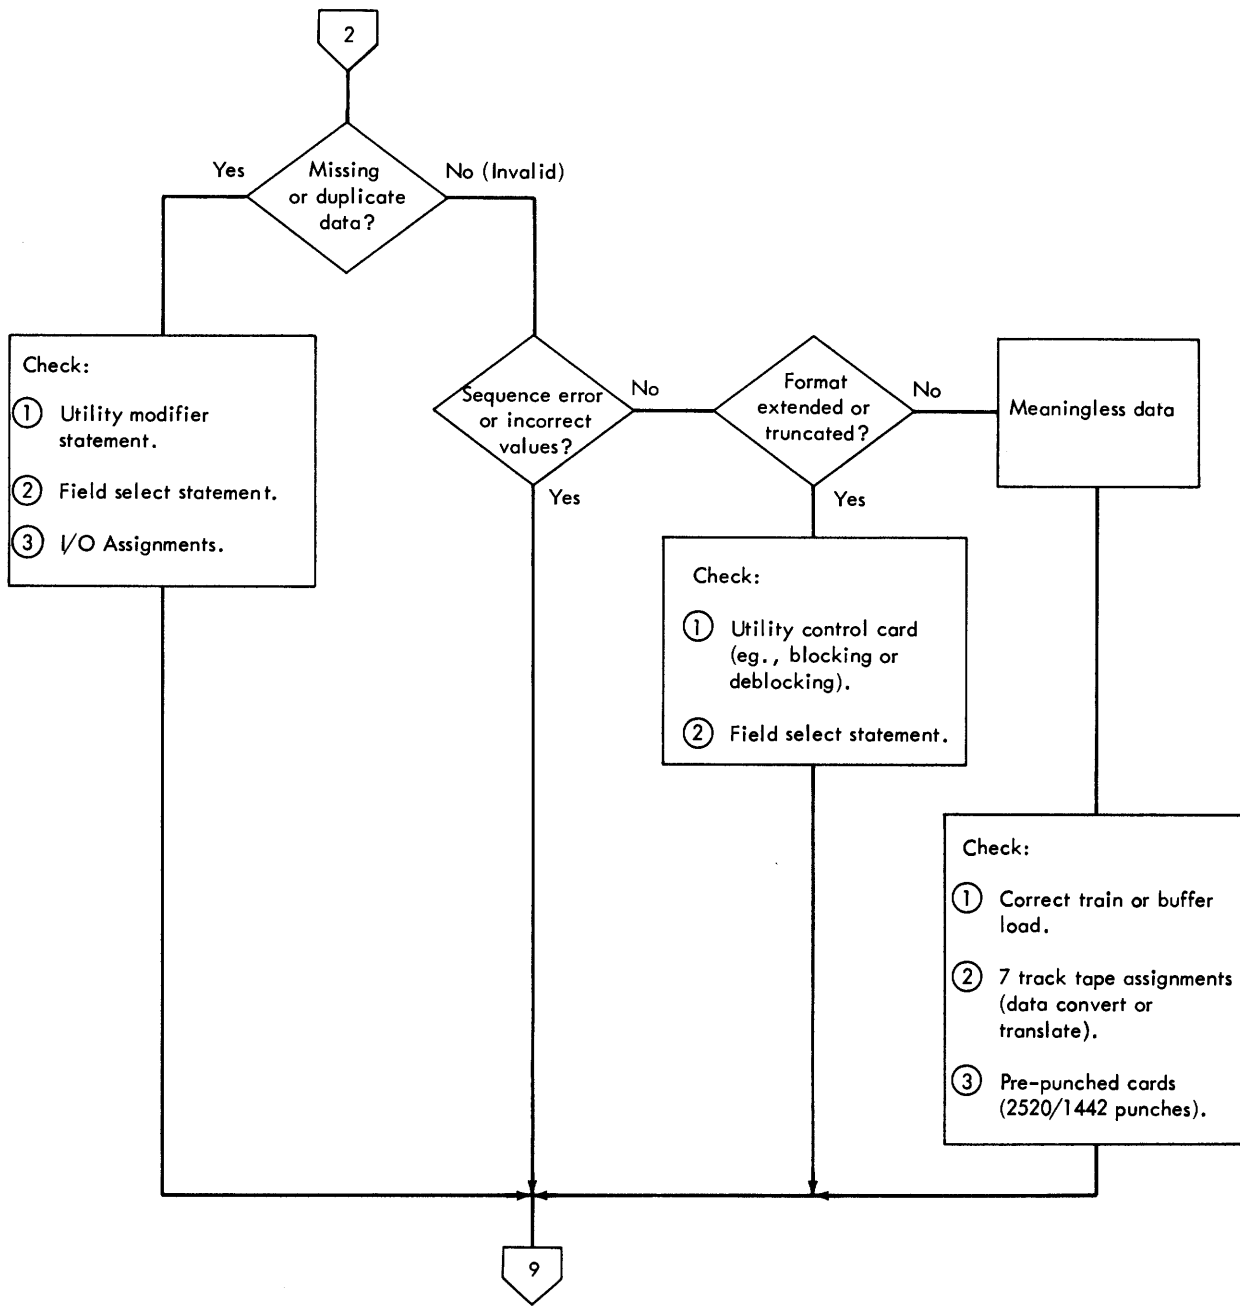 2
Missing
or duplicate
data?
Yes
No (Invalid)
Check:
1 Utility modifier
statement.
2 Field select statement.
3 I/O Assignments.
Sequence error
or incorrect
values?
No
Yes
Format
extended or
truncated?
No
Yes
Meaningless data
Check:
1 Utility control card
(eg., blocking or
deblocking).
2 Field select statement.
Check:
1 Correct train or buffer
load.
2 7 track tape assignments
(data convert or
translate).
3 Pre-punched cards
(2520/1442 punches).
9